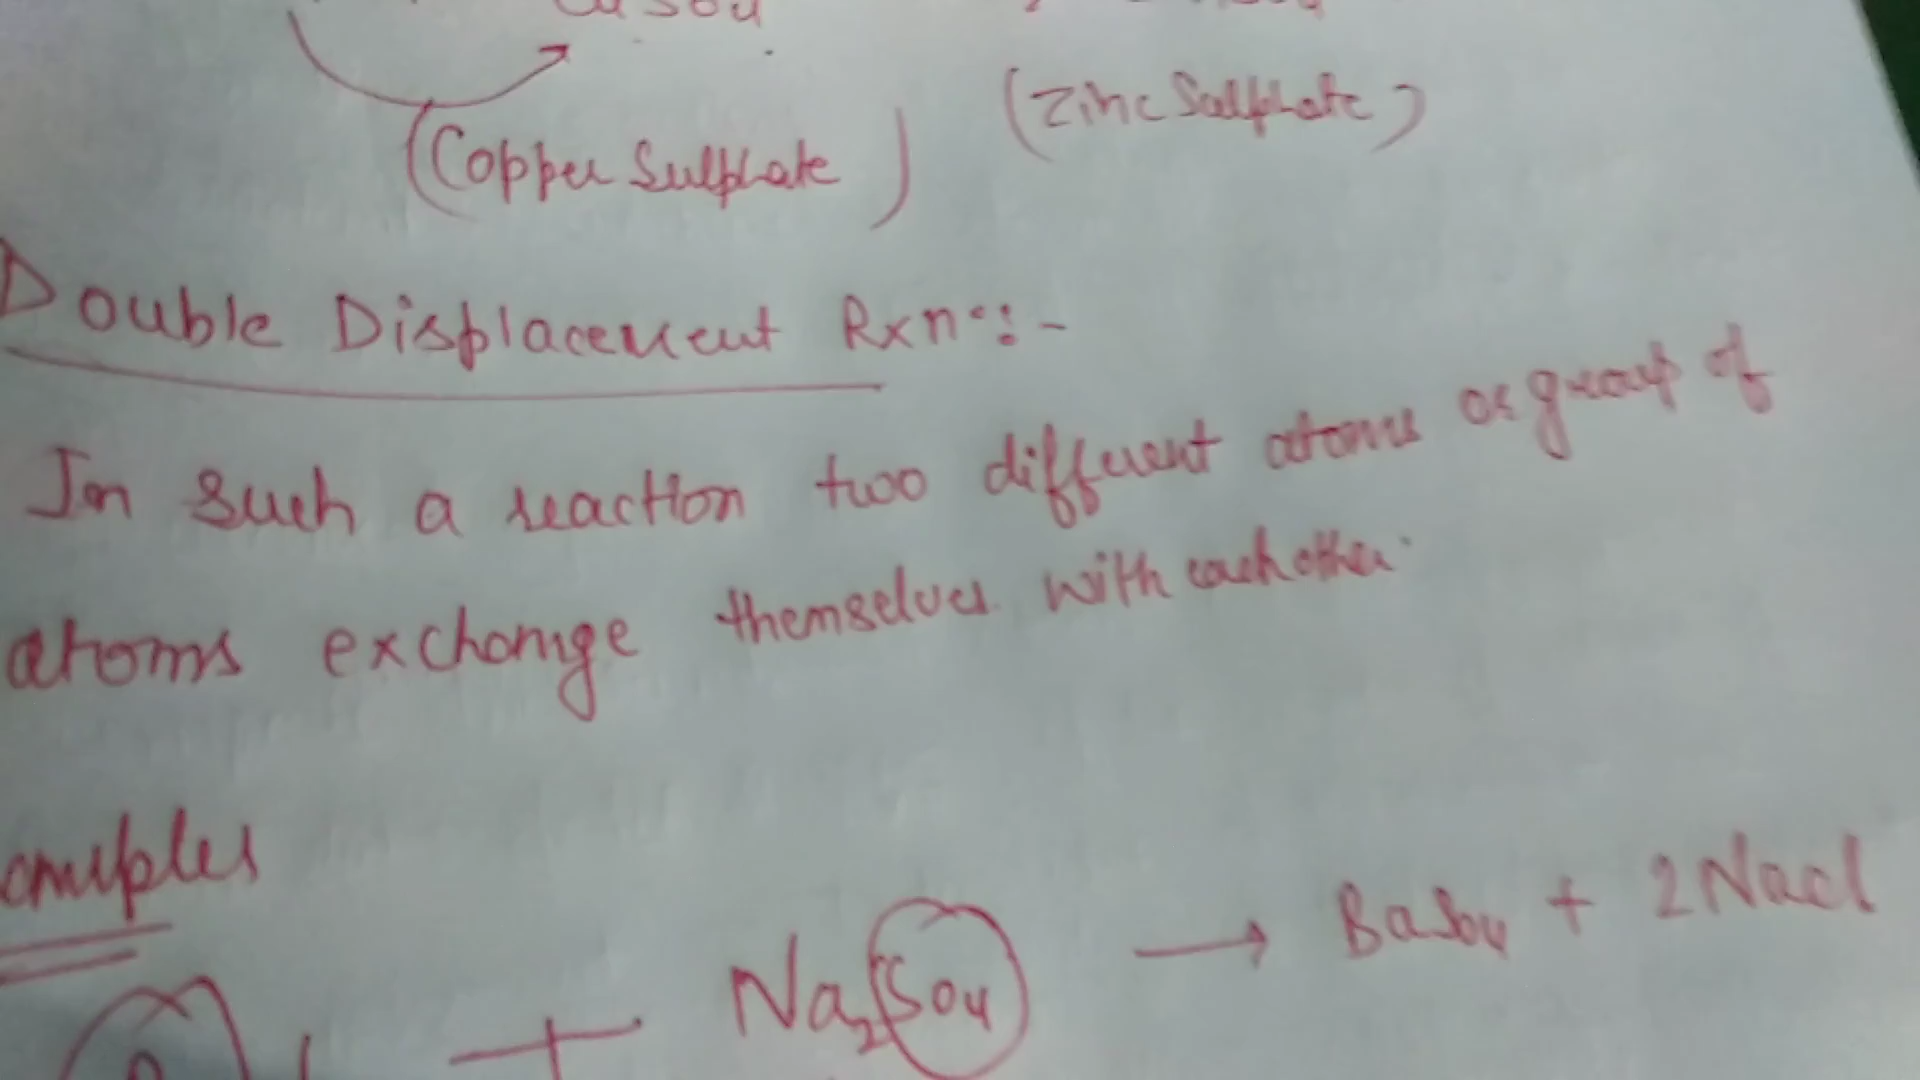 (Copper Sulphate) (Zinc Sulphate)
Double Displacement Rxn :-
In such a reaction two different atoms or group of
atoms exchange themselves with each other.
amples
+ Na2SO4 → BaSO4 + 2NaCl